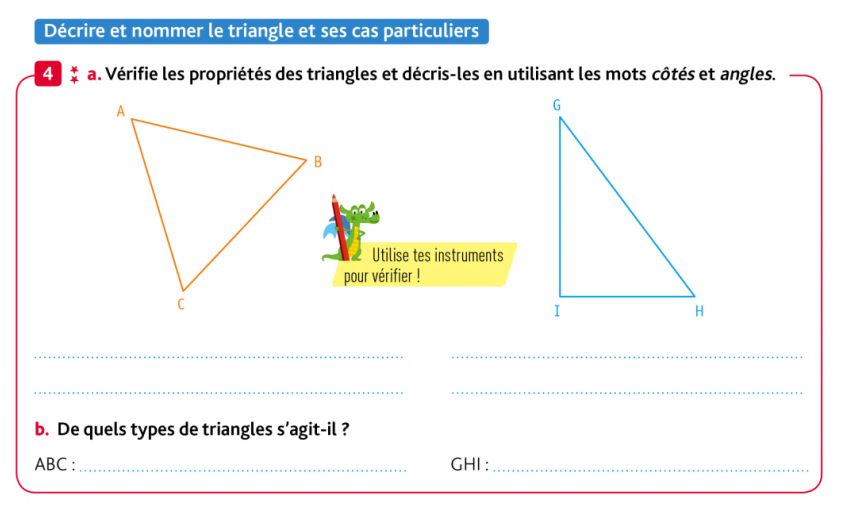 Décrire et nommer le triangle et ses cas particuliers
4 a. Vérifie les propriétés des triangles et décris-les en utilisant les mots côtés et angles.
A
B
C
G
I
H
Utilise tes instruments
pour vérifier !
b. De quels types de triangles s'agit-il ?
ABC :
GHI :